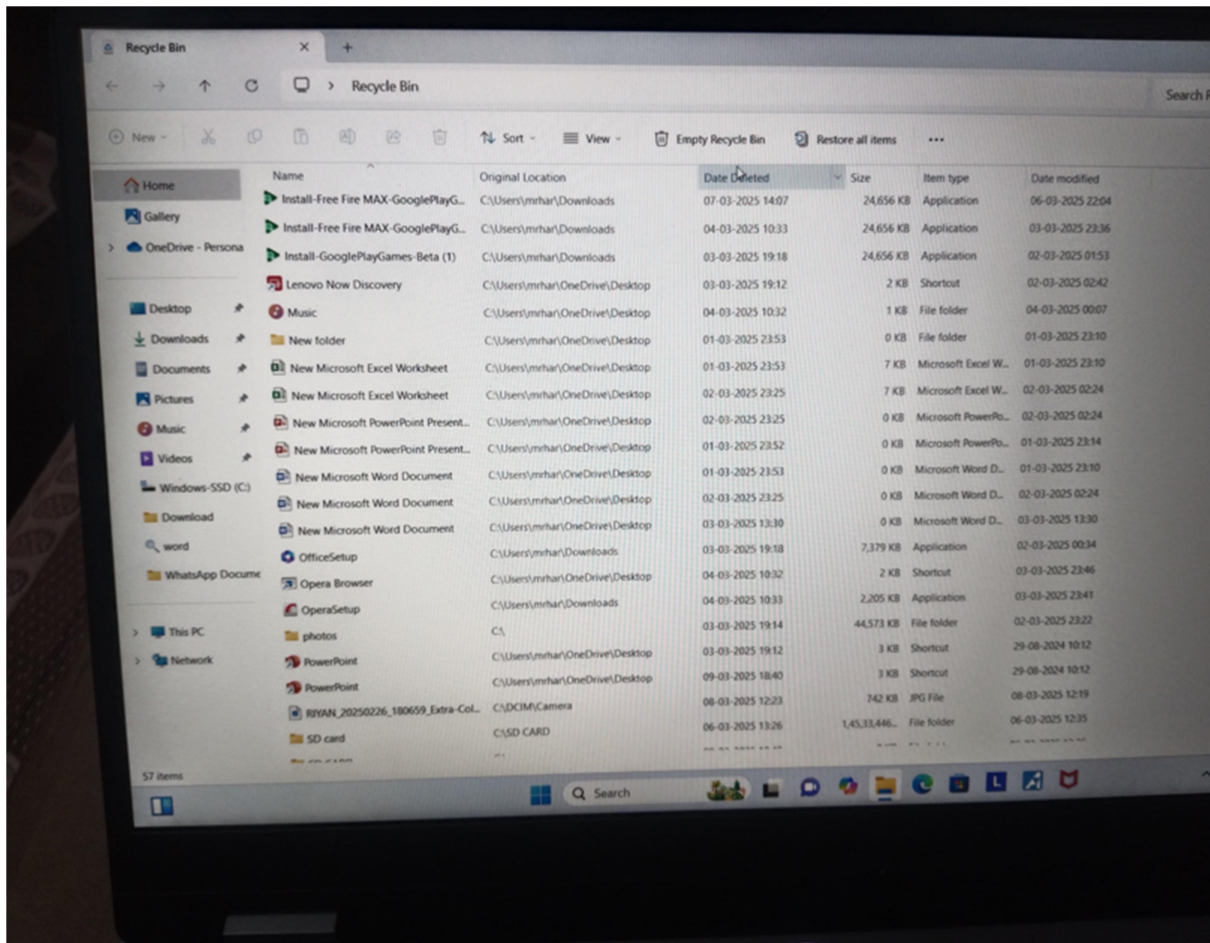 Recycle Bin
Recycle Bin
Search
New Sort View Empty Recycle Bin Restore all items ...
Name Original Location Date Deleted Size Item type Date modified
Home
Gallery
OneDrive - Persona
Desktop
Downloads
Documents
Pictures
Music
Videos
Windows-SSD (C:)
Download
word
WhatsApp Docume
This PC
Network
Install-Free Fire MAX-GooglePlayG... C:\Users\mrhar\Downloads 07-03-2025 14:07 24,656 KB Application 06-03-2025 22:04
Install-Free Fire MAX-GooglePlayG... C:\Users\mrhar\Downloads 04-03-2025 10:33 24,656 KB Application 03-03-2025 23:36
Install-GooglePlayGames-Beta (1) C:\Users\mrhar\Downloads 03-03-2025 19:18 24,656 KB Application 02-03-2025 01:53
Lenovo Now Discovery C:\Users\mrhar\OneDrive\Desktop 03-03-2025 19:12 2 KB Shortcut 02-03-2025 02:42
Music C:\Users\mrhar\OneDrive\Desktop 04-03-2025 10:32 1 KB File folder 04-03-2025 00:07
New folder C:\Users\mrhar\OneDrive\Desktop 01-03-2025 23:53 0 KB File folder 01-03-2025 23:10
New Microsoft Excel Worksheet C:\Users\mrhar\OneDrive\Desktop 01-03-2025 23:53 7 KB Microsoft Excel W... 01-03-2025 23:10
New Microsoft Excel Worksheet C:\Users\mrhar\OneDrive\Desktop 02-03-2025 23:25 7 KB Microsoft Excel W... 02-03-2025 02:24
New Microsoft PowerPoint Present... C:\Users\mrhar\OneDrive\Desktop 02-03-2025 23:25 0 KB Microsoft PowerPo... 02-03-2025 02:24
New Microsoft PowerPoint Present... C:\Users\mrhar\OneDrive\Desktop 01-03-2025 23:52 0 KB Microsoft PowerPo... 01-03-2025 23:14
New Microsoft Word Document C:\Users\mrhar\OneDrive\Desktop 01-03-2025 23:53 0 KB Microsoft Word D... 01-03-2025 23:10
New Microsoft Word Document C:\Users\mrhar\OneDrive\Desktop 02-03-2025 23:25 0 KB Microsoft Word D... 02-03-2025 02:24
New Microsoft Word Document C:\Users\mrhar\OneDrive\Desktop 03-03-2025 13:30 0 KB Microsoft Word D... 03-03-2025 13:30
OfficeSetup C:\Users\mrhar\Downloads 03-03-2025 19:18 7,379 KB Application 02-03-2025 00:34
Opera Browser C:\Users\mrhar\OneDrive\Desktop 04-03-2025 10:32 2 KB Shortcut 03-03-2025 23:46
OperaSetup C:\Users\mrhar\Downloads 04-03-2025 10:33 2,205 KB Application 03-03-2025 23:41
photos C:\ 03-03-2025 19:14 44,573 KB File folder 02-03-2025 23:22
PowerPoint C:\Users\mrhar\OneDrive\Desktop 03-03-2025 19:12 3 KB Shortcut 29-08-2024 10:12
PowerPoint C:\Users\mrhar\OneDrive\Desktop 09-03-2025 18:40 3 KB Shortcut 29-08-2024 10:12
RIYAN_20250226_180659_Extra-Col... C:\DCIM\Camera 08-03-2025 12:23 742 KB JPG File 08-03-2025 12:19
SD card C:\SD CARD 06-03-2025 13:26 1,45,33,446... File folder 06-03-2025 12:35
57 items
Search